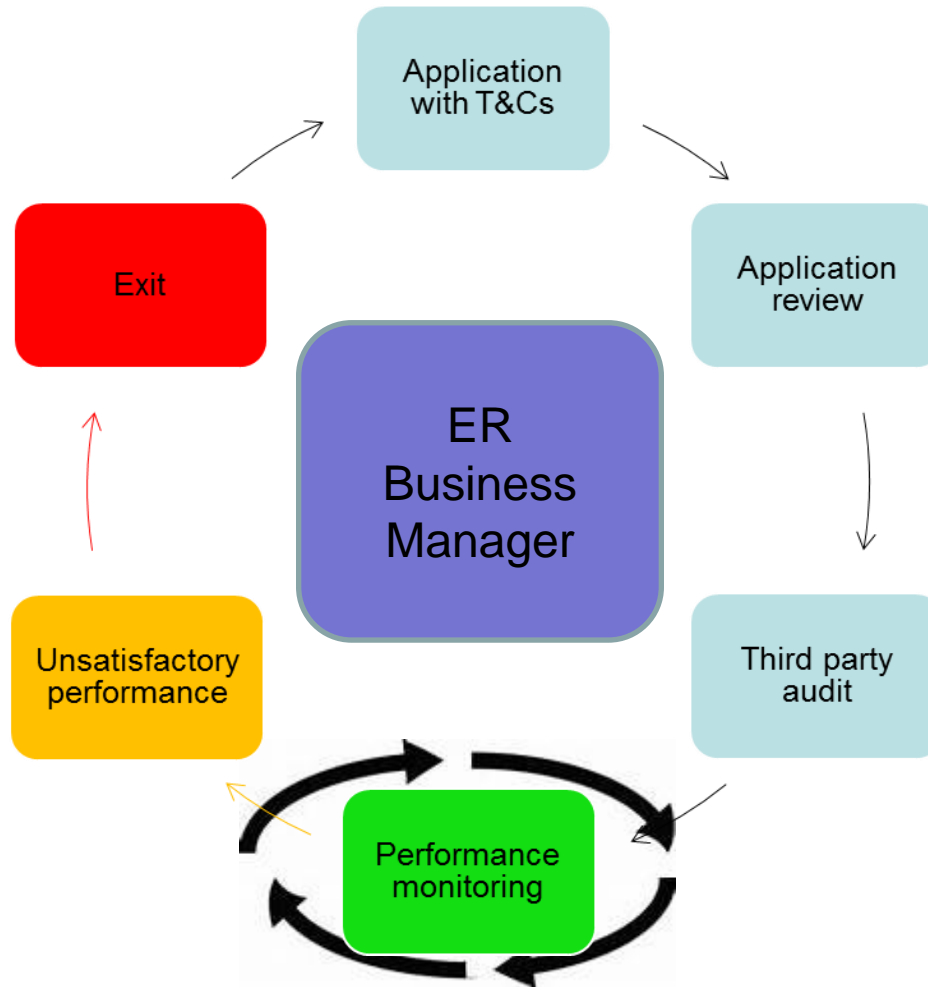 Application
with T&Cs
Application
review
Third party
audit
Performance
monitoring
Unsatisfactory
performance
Exit
ER
Business
Manager